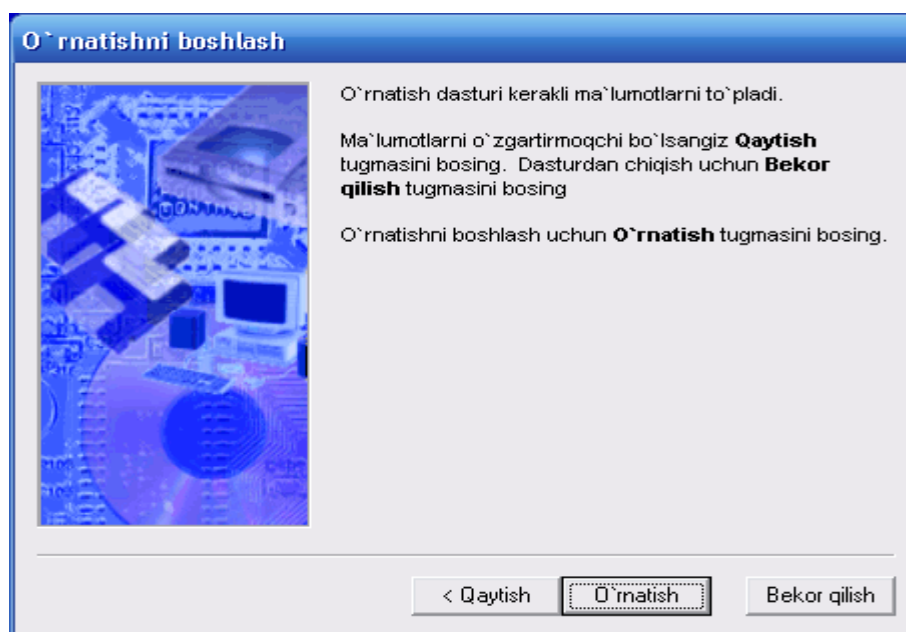 O`rnatishni boshlash
O`rnatish dasturi kerakli ma`lumotlarni to`pladi.
Ma`lumotlarni o`zgartirmoqchi bo`lsangiz Qaytish
tugmasini bosing.  Dasturdan chiqish uchun Bekor
qilish tugmasini bosing
O`rnatishni boshlash uchun O`rnatish tugmasini bosing.
< Qaytish
O`rnatish
Bekor qilish